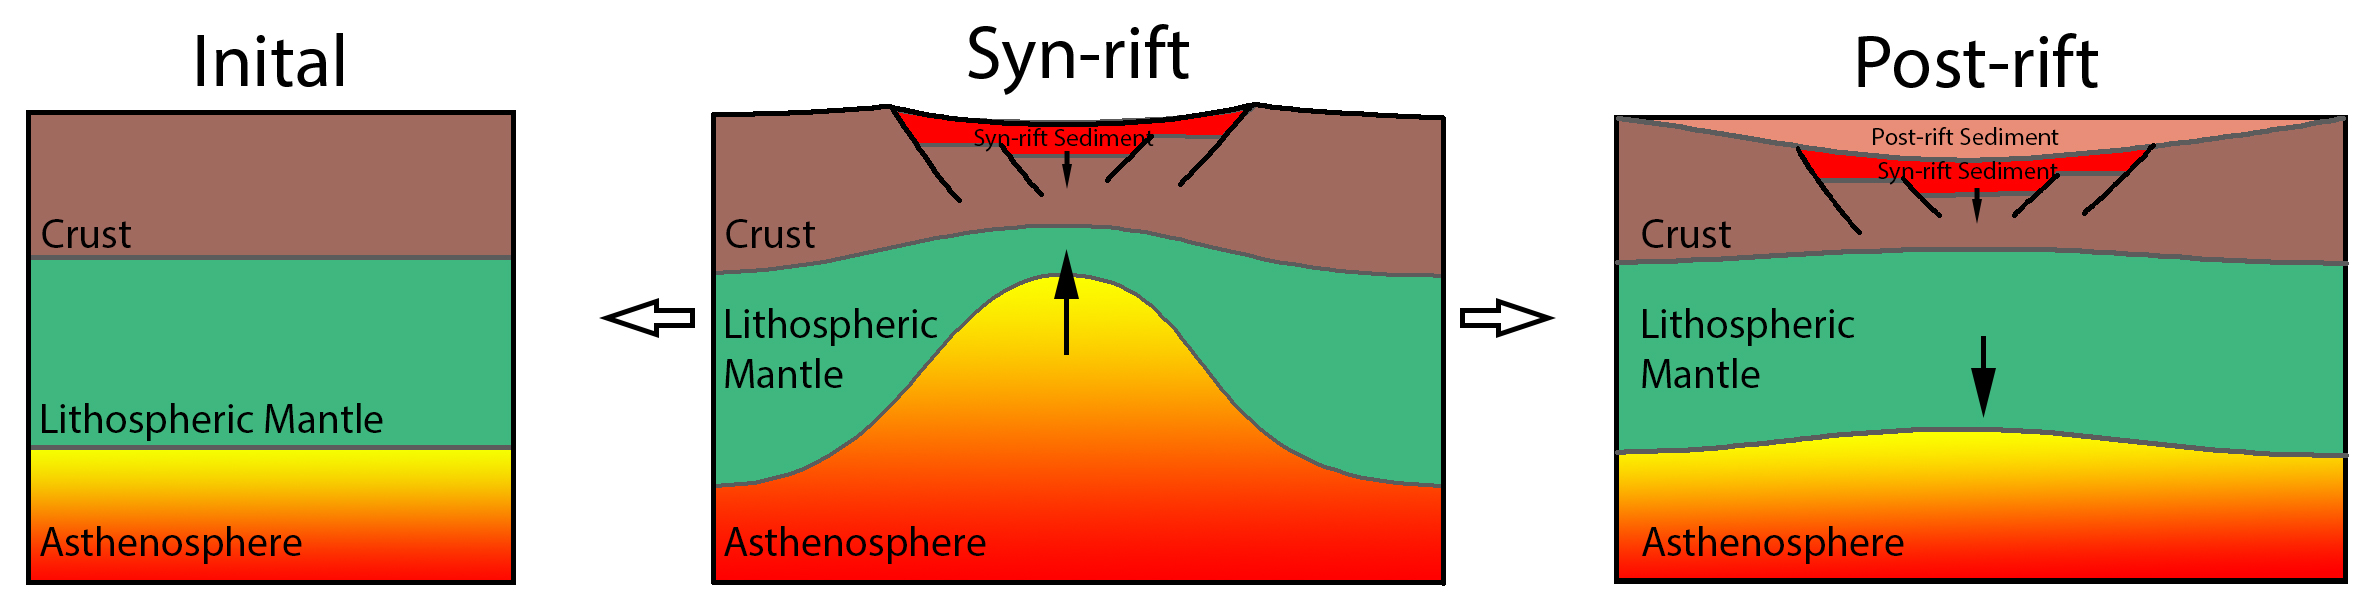 Inital
Syn-rift
Post-rift
Crust
Lithospheric Mantle
Asthenosphere
Syn-rift Sediment
Crust
Lithospheric
Mantle
Asthenosphere
Post-rift Sediment
Syn-rift Sediment
Crust
Lithospheric
Mantle
Asthenosphere